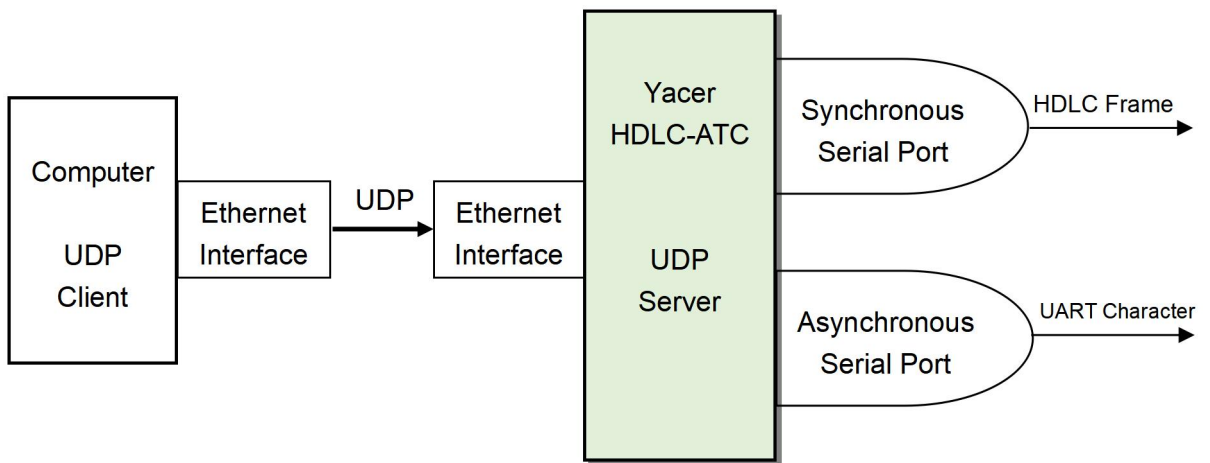 Computer
UDP
Client
Ethernet
Interface
UDP
Ethernet
Interface
Yacer
HDLC-ATC
UDP
Server
Synchronous
Serial Port
HDLC Frame
Asynchronous
Serial Port
UART Character